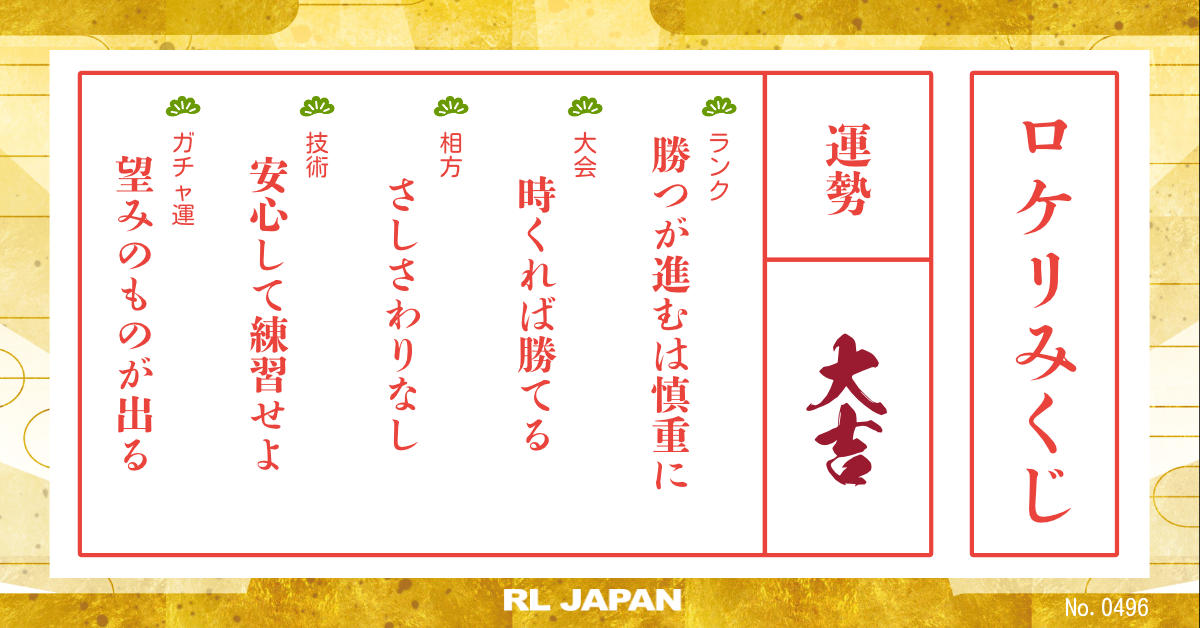 ロケリみくじ
運勢
大吉
ランク
勝つが進むは慎重に
大会
時くれば勝てる
相方
さしさわりなし
技術
安心して練習せよ
ガチャ運
望みのものが出る
RL JAPAN
No. 0496